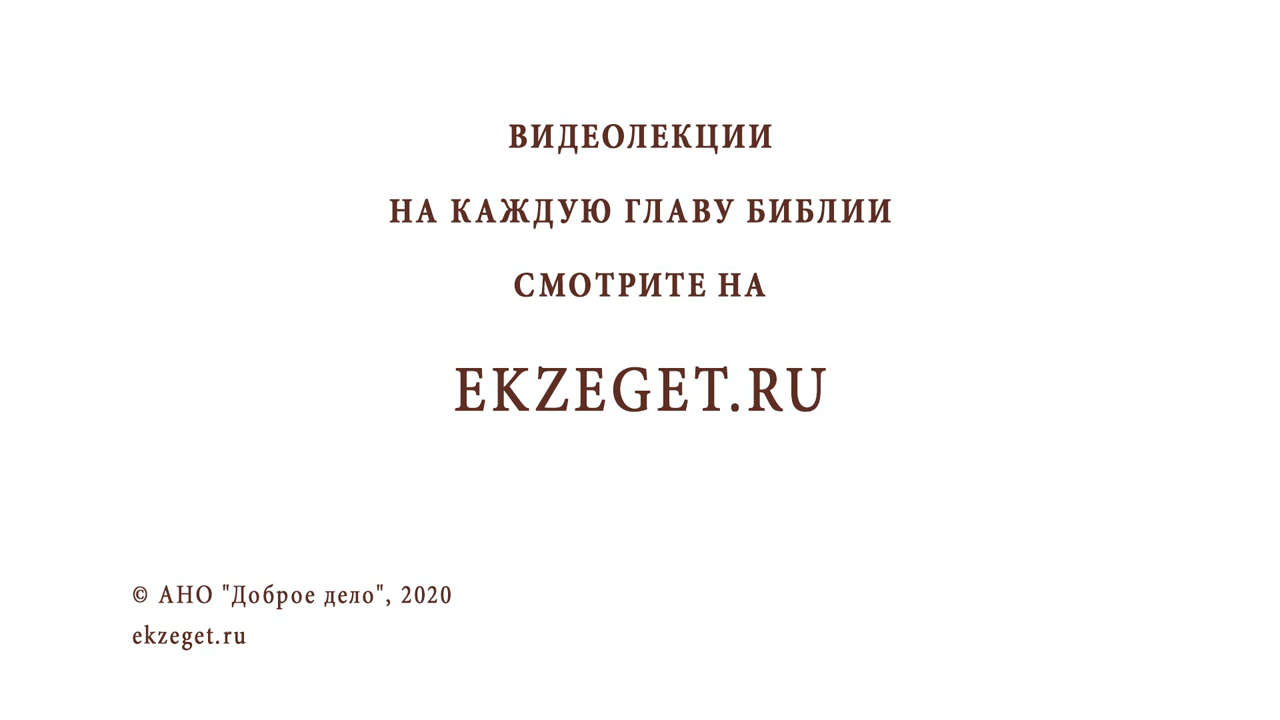 ВИДЕОЛЕКЦИИ
НА КАЖДУЮ ГЛАВУ БИБЛИИ
СМОТРИТЕ НА
EKZEGET.RU
© АНО "Доброе дело", 2020
ekzeget.ru